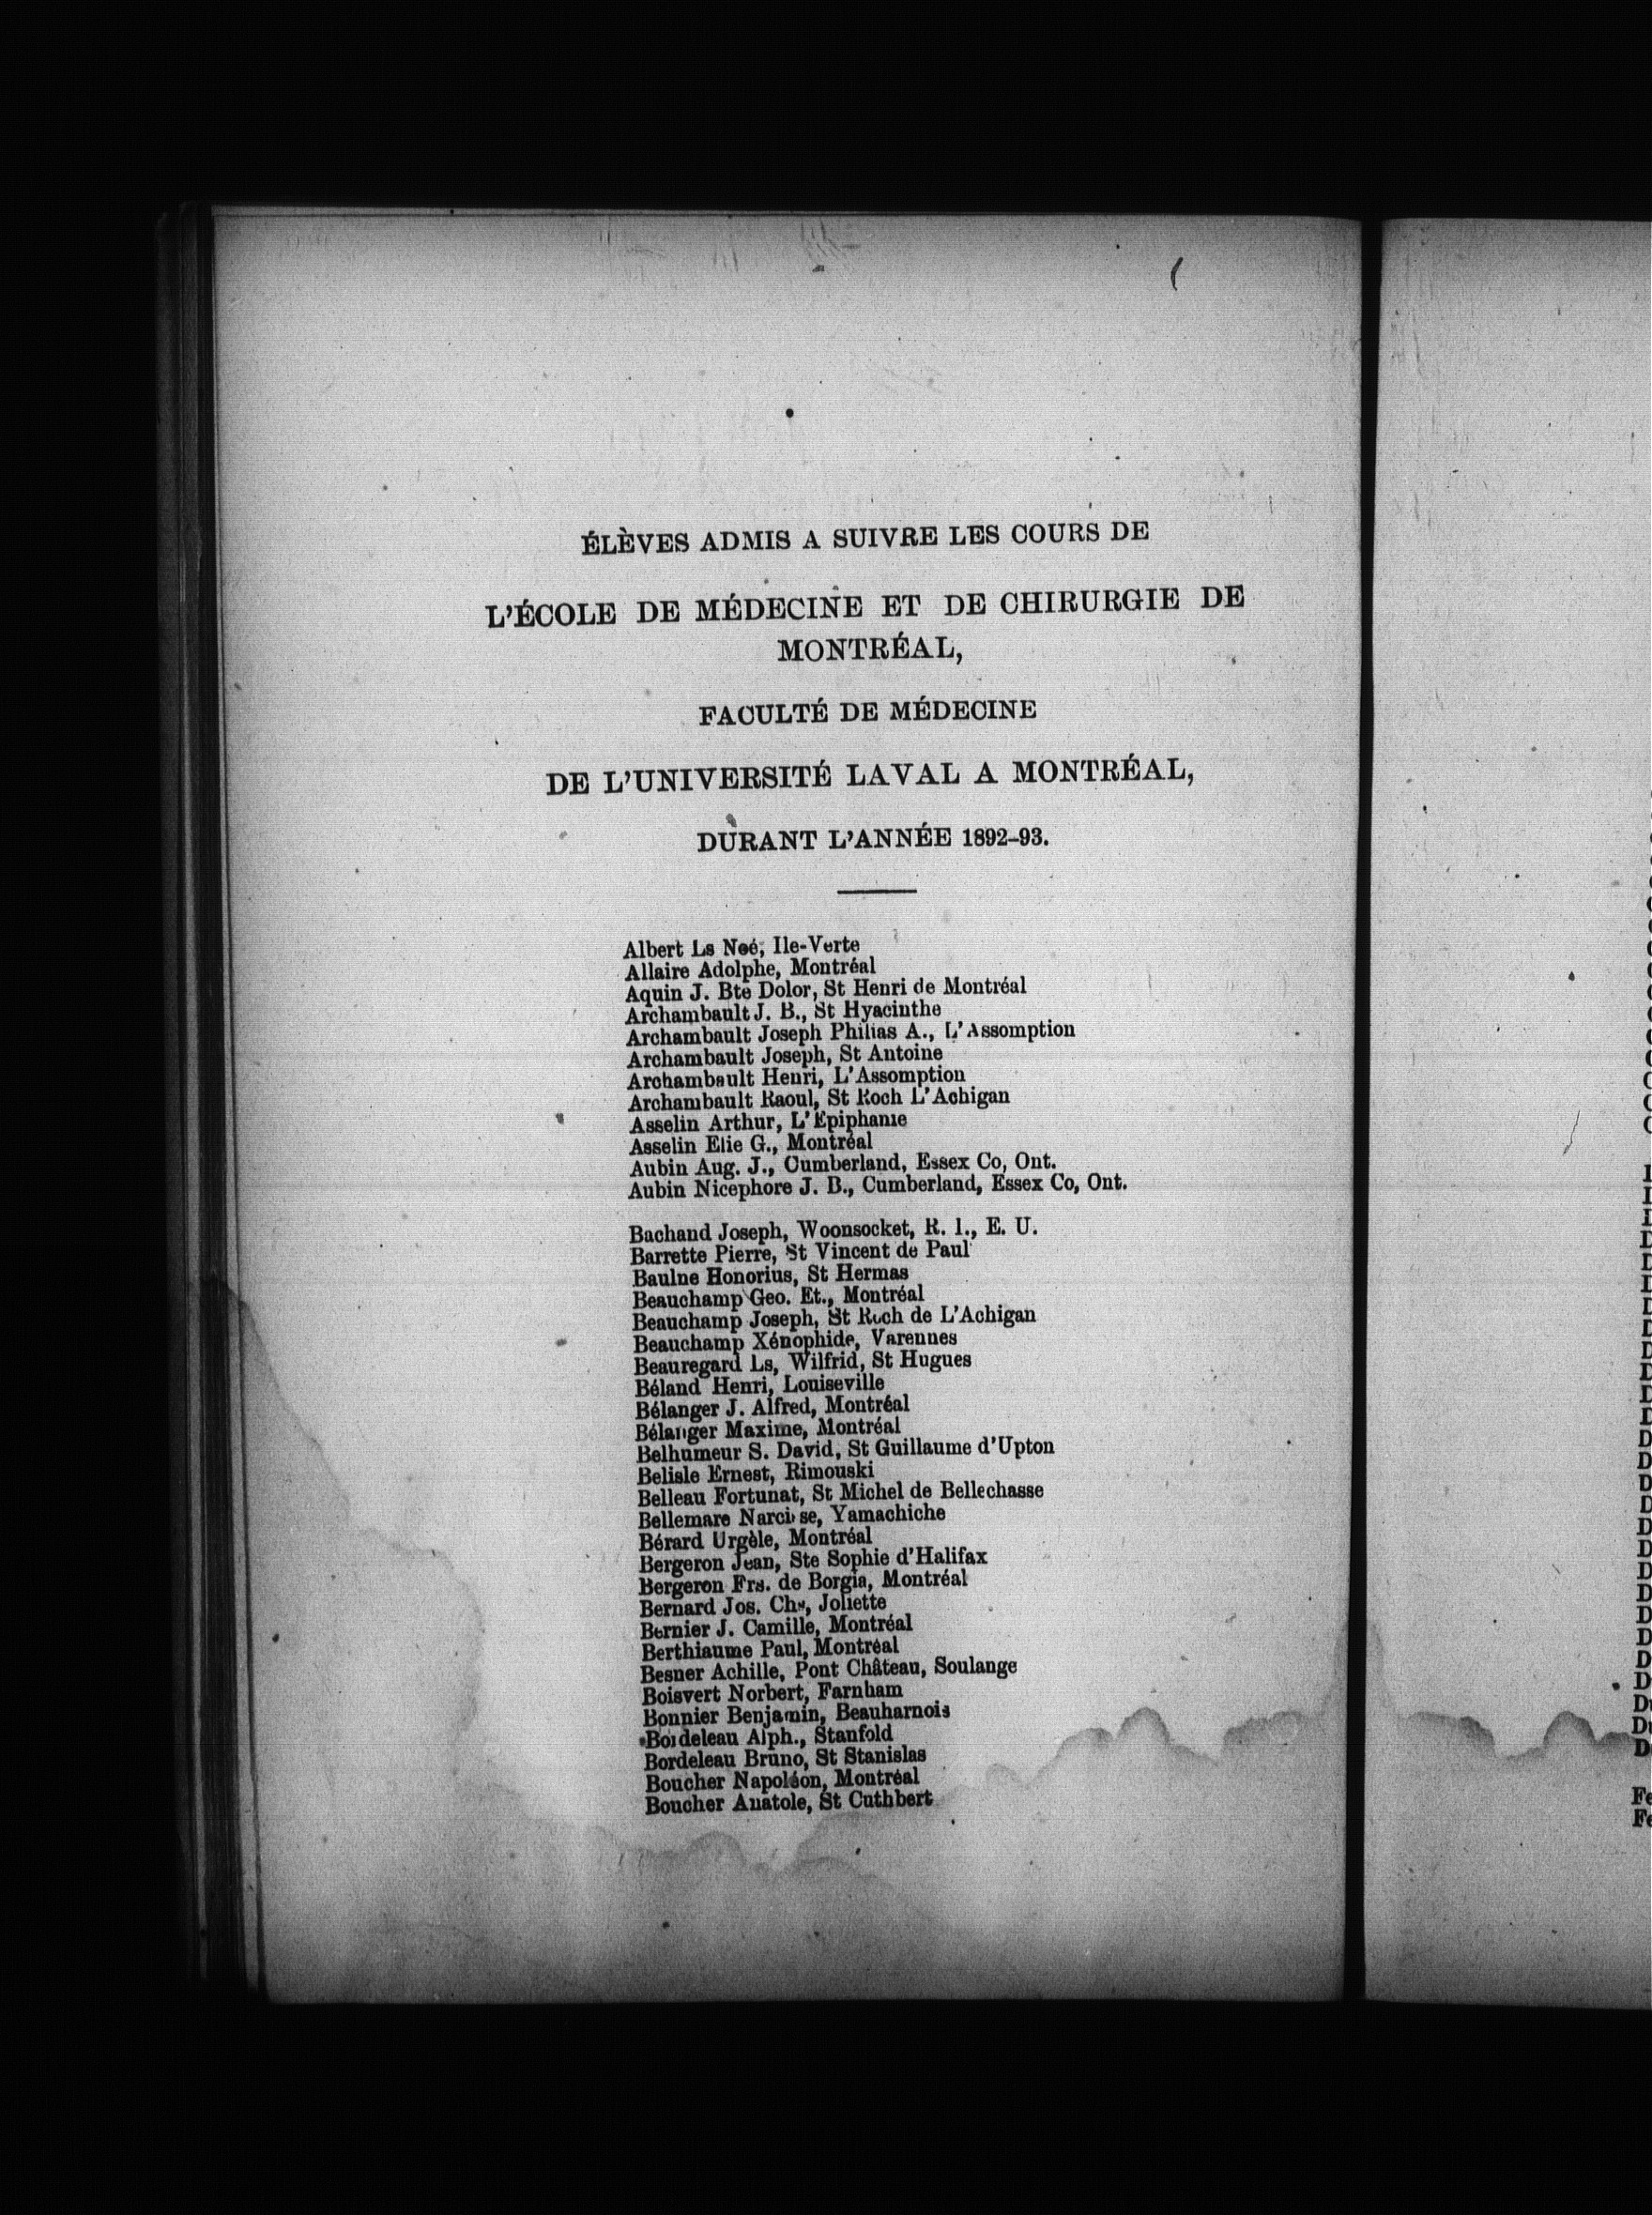 ÉLÈVES ADMIS A SUIVRE LES COURS DE
L'ÉCOLE DE MÉDECINE ET DE CHIRURGIE DE
MONTRÉAL,
FACULTÉ DE MÉDECINE
DE L'UNIVERSITÉ LAVAL A MONTRÉAL,
DURANT L'ANNÉE 1892-93.
Albert Ls Noé, Ile-Verte
Allaire Adolphe, Montréal
Aquin J. Bte Dolor, St Henri de Montréal
Archambault J. B., St Hyacinthe
Archambault Joseph Philias A., L'Assomption
Archambault Joseph, St Antoine
Archambault Henri, L'Assomption
Archambault Raoul, St Roch L'Achigan
Asselin Arthur, L'Epiphanie
Asselin Elie G., Montréal
Aubin Aug. J., Cumberland, Essex Co, Ont.
Aubin Nicephore J. B., Cumberland, Essex Co, Ont.
Bachand Joseph, Woonsocket, R. I., E. U.
Barrette Pierre, St Vincent de Paul
Baulne Honorius, St Hermas
Beauchamp Geo. Et., Montréal
Beauchamp Joseph, St Roch de L'Achigan
Beauchamp Xénophide, Varennes
Beauregard Ls, Wilfrid, St Hugues
Béland Henri, Louiseville
Bélanger J. Alfred, Montréal
Bélanger Maxime, Montréal
Belhumeur S. David, St Guillaume d'Upton
Belisle Ernest, Rimouski
Belleau Fortunat, St Michel de Bellechasse
Bellemare Narcisse, Yamachiche
Bérard Urgèle, Montréal
Bergeron Jean, Ste Sophie d'Halifax
Bergeron Frs. de Borgia, Montréal
Bernard Jos. Chs, Joliette
Bernier J. Camille, Montréal
Berthiaume Paul, Montréal
Besner Achille, Pont Château, Soulange
Boisvert Norbert, Farnham
Bonnier Benjamin, Beauharnois
Bordeleau Alph., Stanfold
Bordeleau Bruno, St Stanislas
Boucher Napoléon, Montréal
Boucher Anatole, St Cuthbert